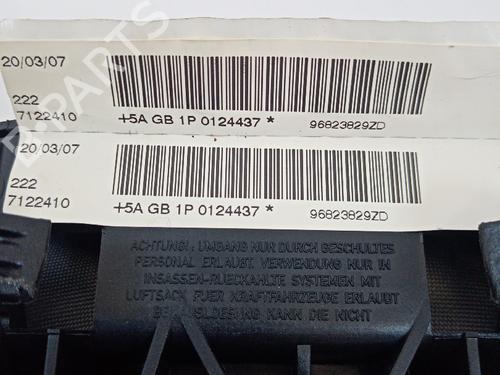 20/03/07
222
7122410
+5A GB 1P 0124437 *
96823829ZD
20/03/07
222
7122410
+5A GB 1P 0124437 *
96823829ZD
ACHTUNG: UMGANG NUR DURCH GESCHULTES
PERSONAL ERLAUBT. VERWENDUNG NUR IN
INSASSEN-RUECKAHLTE SYSTEMEN MIT
LUFTSACK FUER KRAFTFAHRZEUGE ERLAUBT
KANN DIE NICHT
B-PARTS